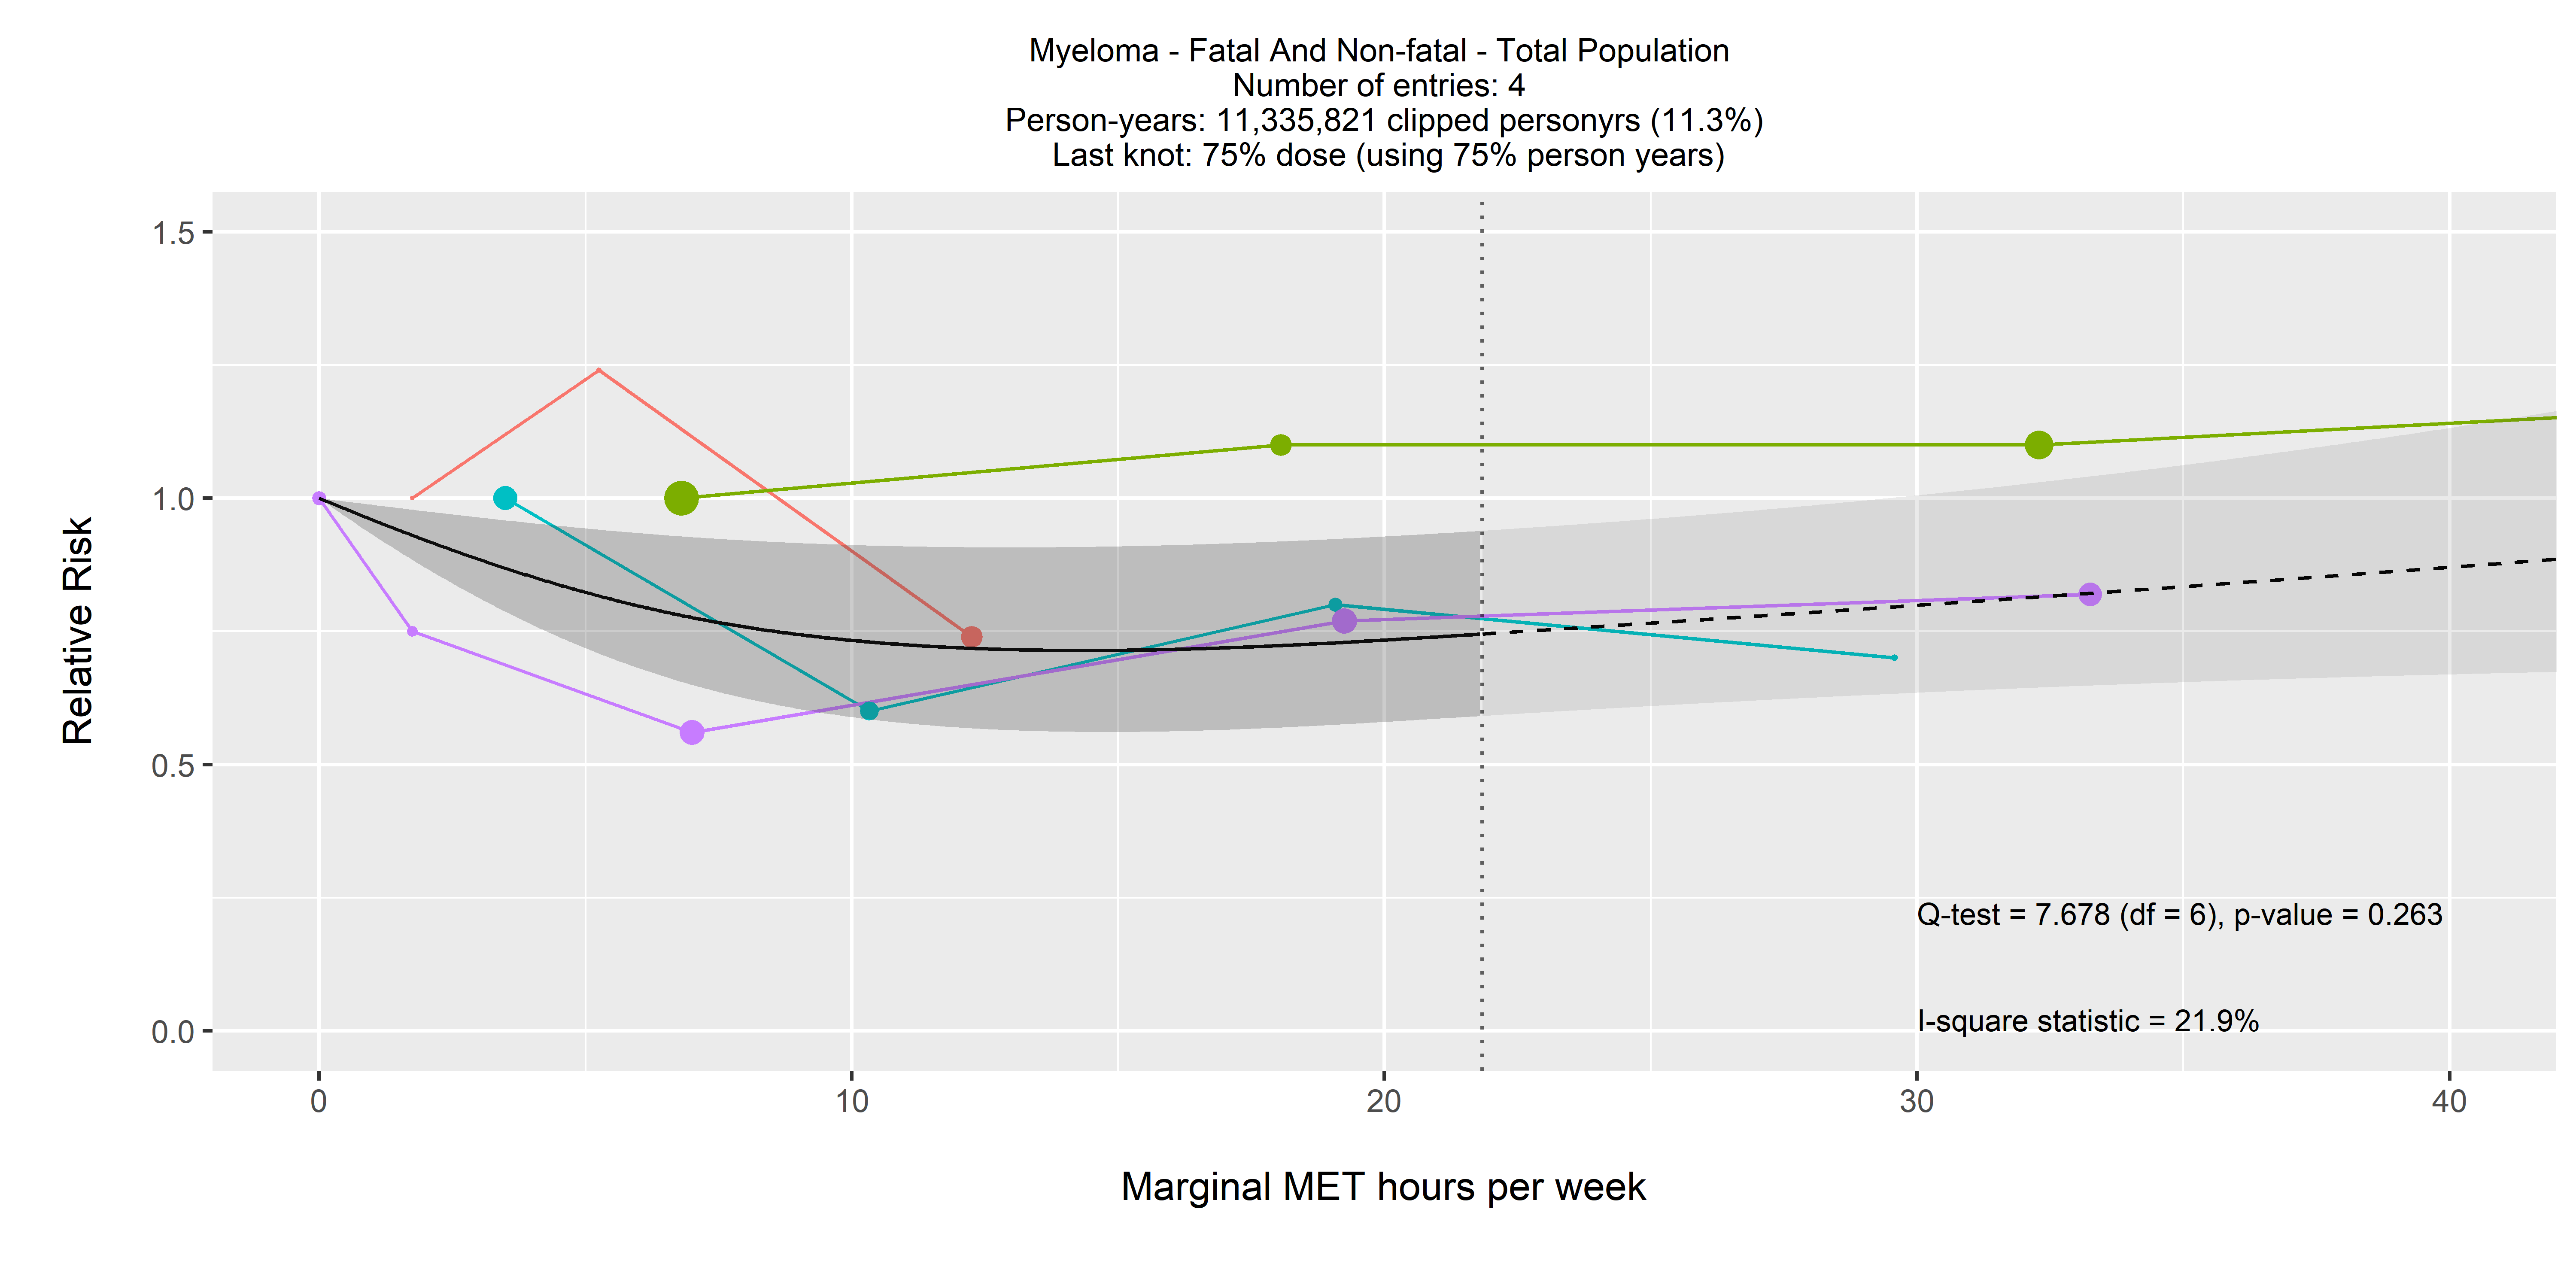 Myeloma - Fatal And Non-fatal - Total Population
Number of entries: 4
Person-years: 11,335,821 clipped personyrs (11.3%)
Last knot: 75% dose (using 75% person years)
1.5
1.0
0.5
0.0
Relative Risk
Q-test = 7.678 (df = 6), p-value = 0.263
I-square statistic = 21.9%
0 10 20 30 40
Marginal MET hours per week